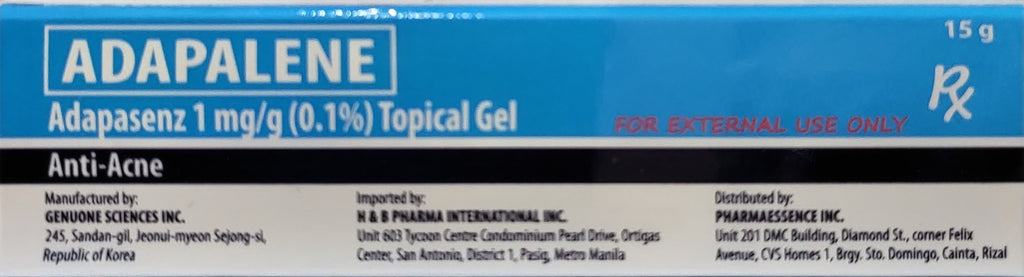 15 g
ADAPALENE
Rx
Adapasenz 1 mg/g (0.1%) Topical Gel
FOR EXTERNAL USE ONLY
Anti-Acne
Manufactured by:
GENUONE SCIENCES INC.
245, Sandan-gil, Jeonui-myeon Sejong-si,
Republic of Korea
Imported by:
H & B PHARMA INTERNATIONAL INC.
Unit 603 Tycoon Centre Condominium Pearl Drive, Ortigas
Center, San Antonio, District 1, Pasig, Metro Manila
Distributed by:
PHARMAESSENCE INC.
Unit 201 DMC Building, Diamond St., corner Felix
Avenue, CVS Homes 1, Brgy. Sto. Domingo, Cainta, Rizal